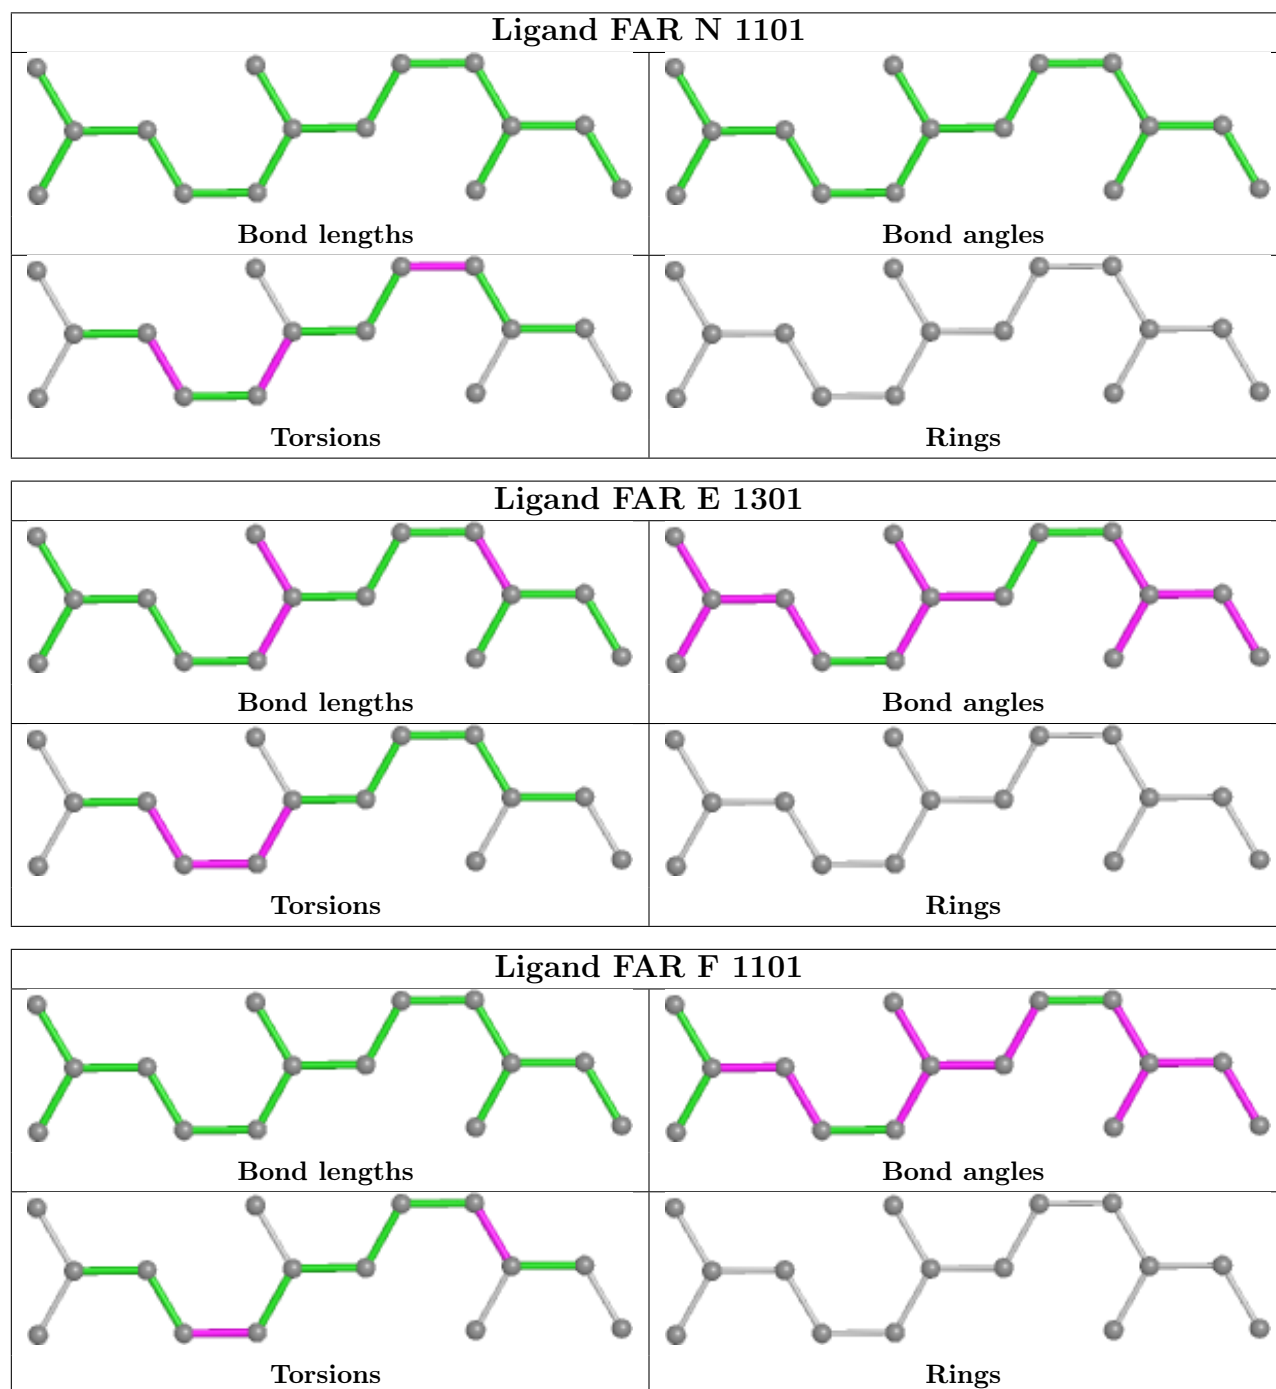 Ligand FAR N 1101
Bond lengths
Bond angles
Torsions
Rings
Ligand FAR E 1301
Bond lengths
Bond angles
Torsions
Rings
Ligand FAR F 1101
Bond lengths
Bond angles
Torsions
Rings